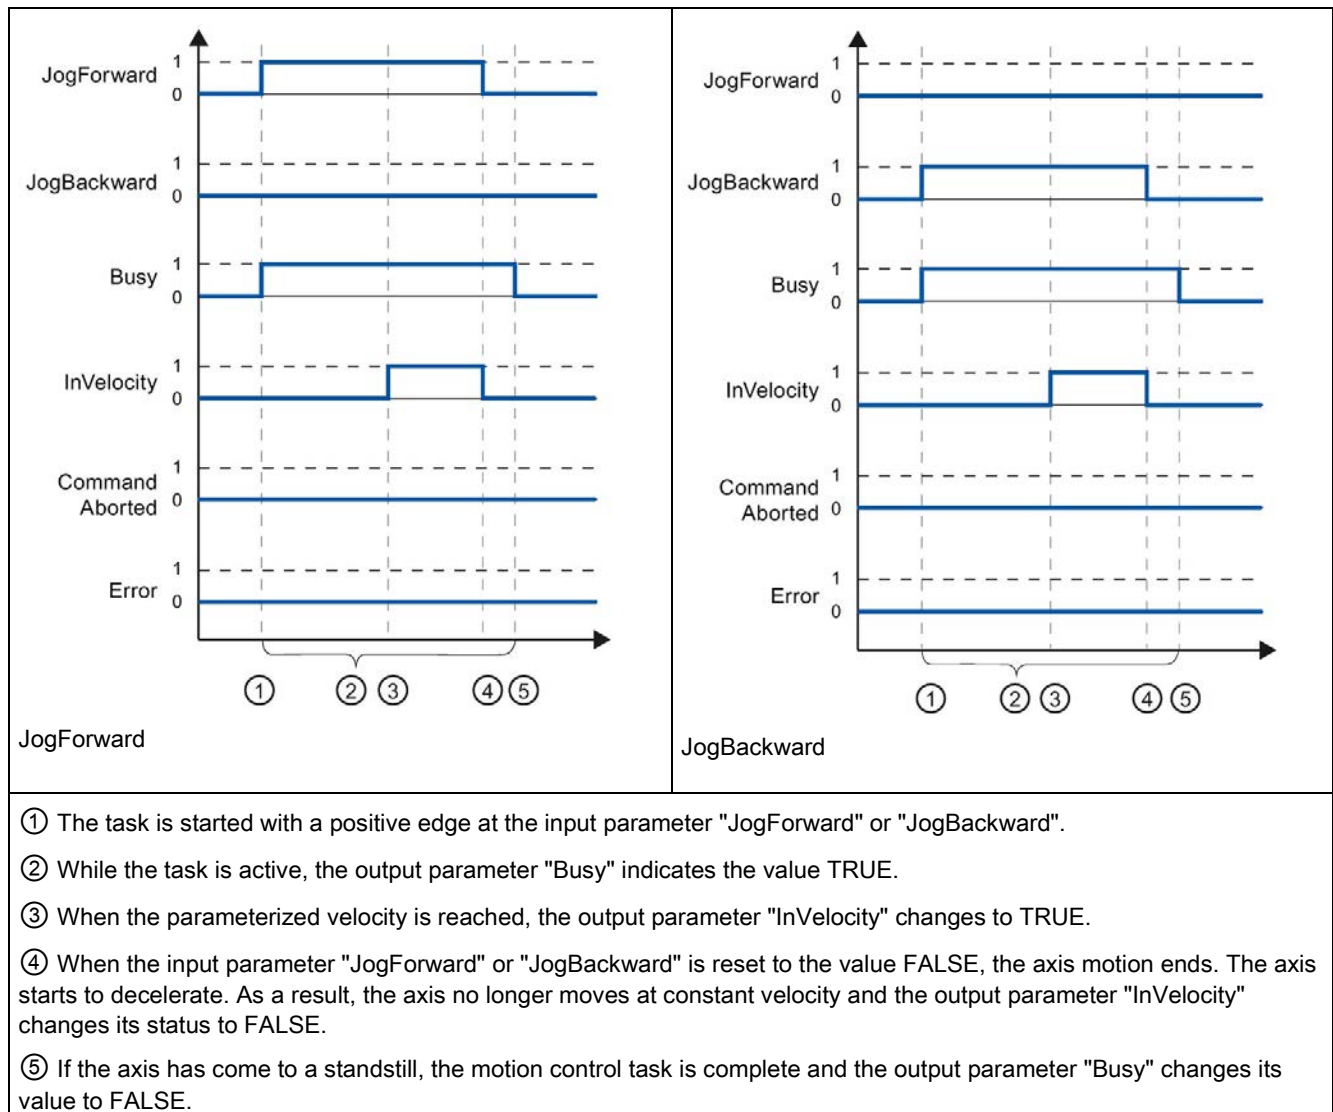 JogForward
1
0
JogBackward
1
0
Busy
1
0
InVelocity
1
0
Command
Aborted
1
0
Error
1
0
① ② ③ ④ ⑤
JogForward
JogForward
1
0
JogBackward
1
0
Busy
1
0
InVelocity
1
0
Command
Aborted
1
0
Error
1
0
① ② ③ ④ ⑤
JogBackward
① The task is started with a positive edge at the input parameter "JogForward" or "JogBackward".
② While the task is active, the output parameter "Busy" indicates the value TRUE.
③ When the parameterized velocity is reached, the output parameter "InVelocity" changes to TRUE.
④ When the input parameter "JogForward" or "JogBackward" is reset to the value FALSE, the axis motion ends. The axis
starts to decelerate. As a result, the axis no longer moves at constant velocity and the output parameter "InVelocity"
changes its status to FALSE.
⑤ If the axis has come to a standstill, the motion control task is complete and the output parameter "Busy" changes its
value to FALSE.